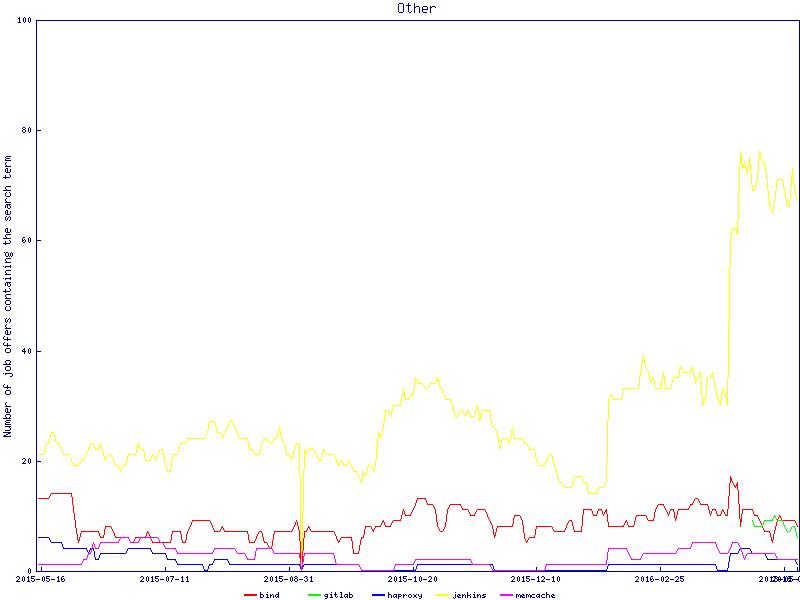 Other
Number of job offers containing the search term
100
80
60
40
20
0
2015-05-16 2015-07-11 2015-08-31 2015-10-20 2015-12-10 2016-02-25
bind gitlab haproxy jenkins memcache